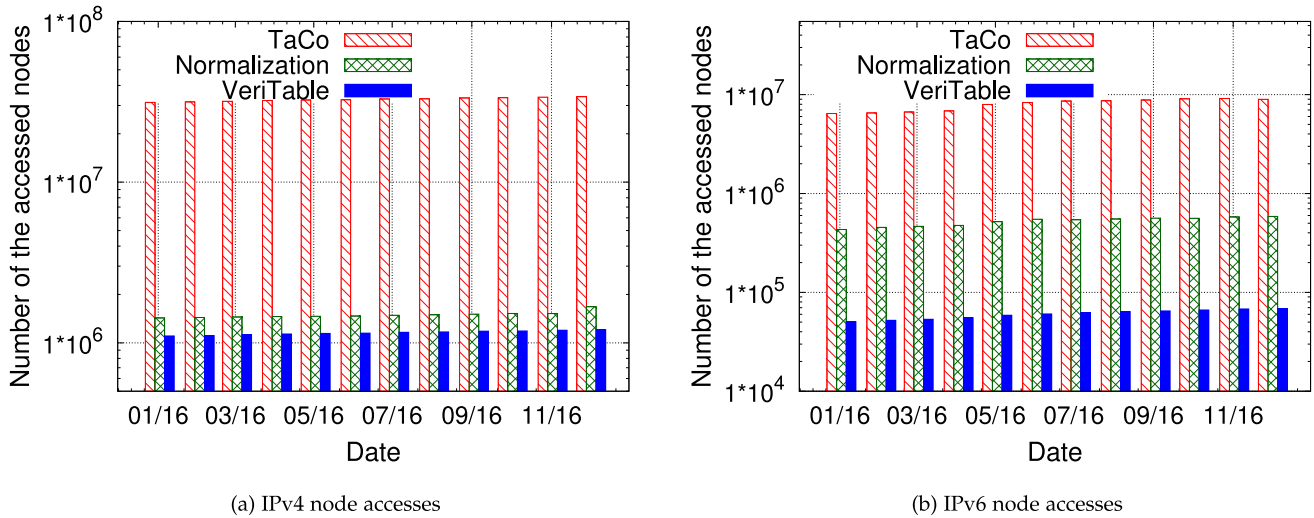 1*10^8
1*10^7
1*10^6
Number of the accessed nodes
TaCo
Normalization
VeriTable
01/16 03/16 05/16 07/16 09/16 11/16
Date
(a) IPv4 node accesses
1*10^7
1*10^6
1*10^5
1*10^4
Number of the accessed nodes
TaCo
Normalization
VeriTable
01/16 03/16 05/16 07/16 09/16 11/16
Date
(b) IPv6 node accesses